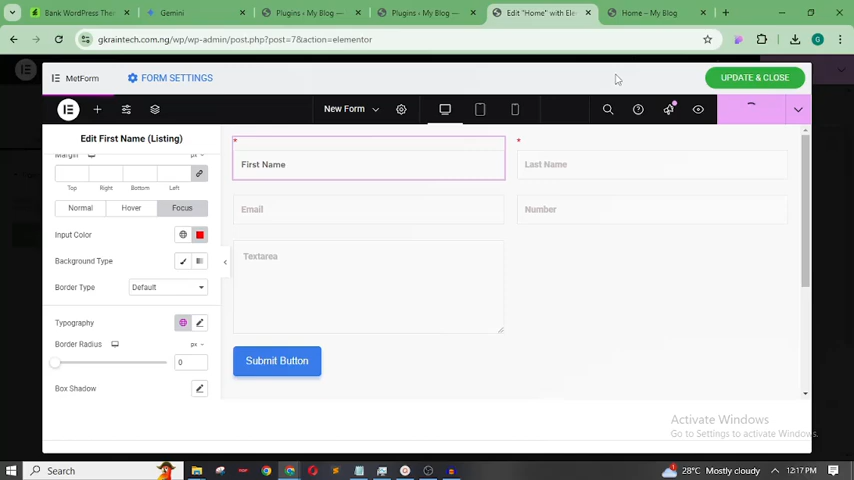 Bank WordPress The
Gemini
Plugins ‹ My Blog —
Plugins ‹ My Blog —
Edit "Home" with Ele
Home – My Blog
gkraintech.com.ng/wp/wp-admin/post.php?post=7&action=elementor
MetForm
FORM SETTINGS
UPDATE & CLOSE
New Form
Edit First Name (Listing)
Margin
px
Top
Right
Bottom
Left
Normal
Hover
Focus
Input Color
Background Type
Border Type
Default
Typography
Border Radius
px
0
Box Shadow
*
*
First Name
Last Name
Email
Number
Textarea
Submit Button
Activate Windows
Go to Settings to activate Windows.
Search
28°C Mostly cloudy
12:17 PM